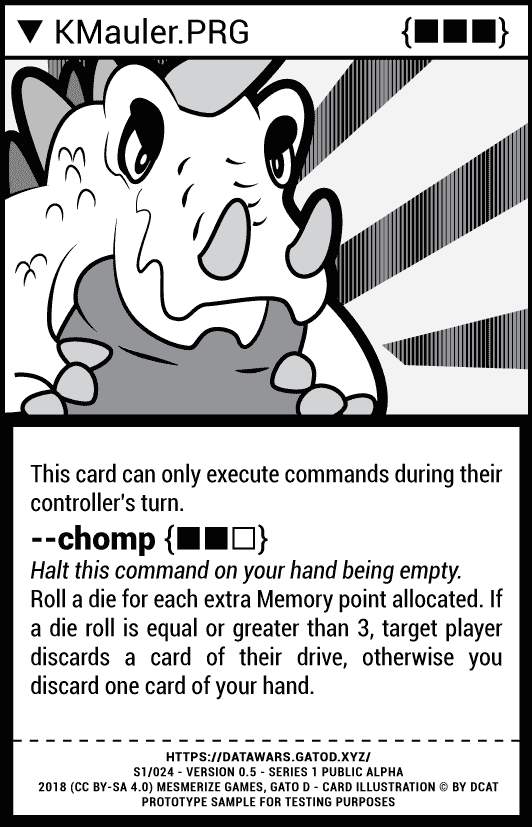 ▼ KMauler.PRG {■■■}
This card can only execute commands during their
controller's turn.
--chomp {■■□}
Halt this command on your hand being empty.
Roll a die for each extra Memory point allocated. If
a die roll is equal or greater than 3, target player
discards a card of their drive, otherwise you
discard one card of your hand.
HTTPS://DATAWARS.GATOD.XYZ/
S1/024 - VERSION 0.5 - SERIES 1 PUBLIC ALPHA
2018 (CC BY-SA 4.0) MESMERIZE GAMES, GATO D - CARD ILLUSTRATION © BY DCAT
PROTOTYPE SAMPLE FOR TESTING PURPOSES